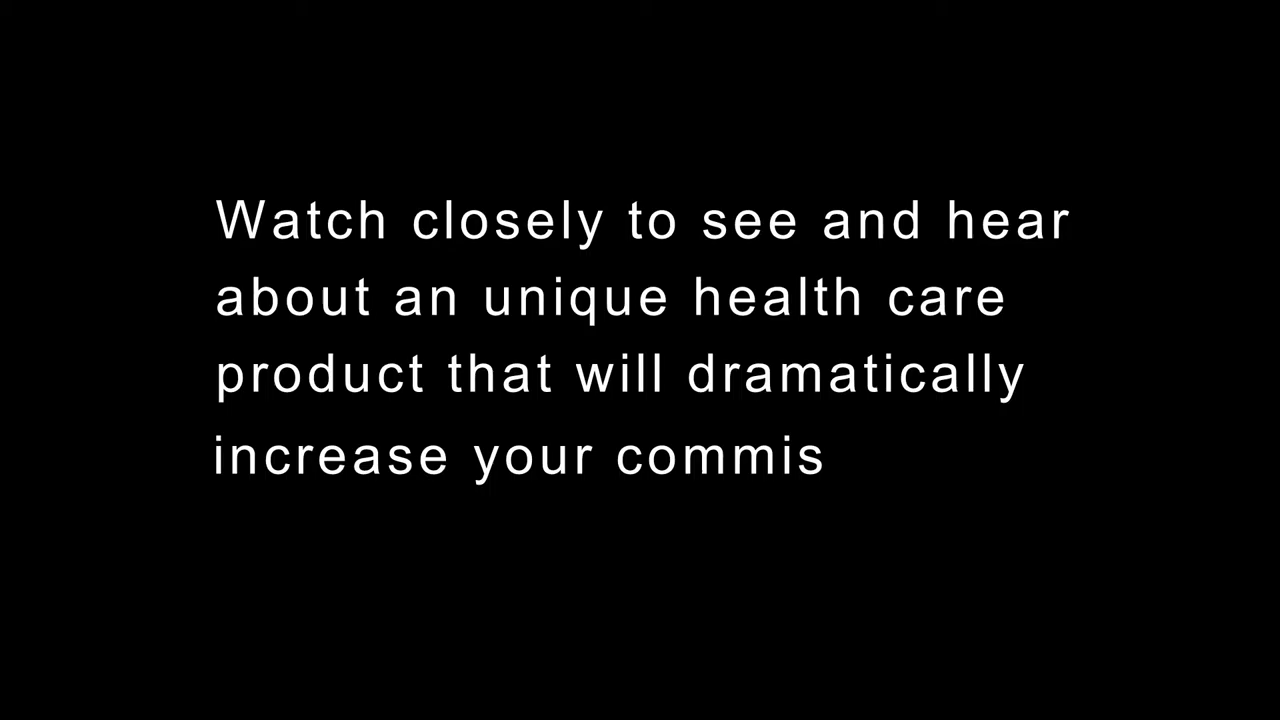 Watch closely to see and hear
about an unique health care
product that will dramatically
increase your commis